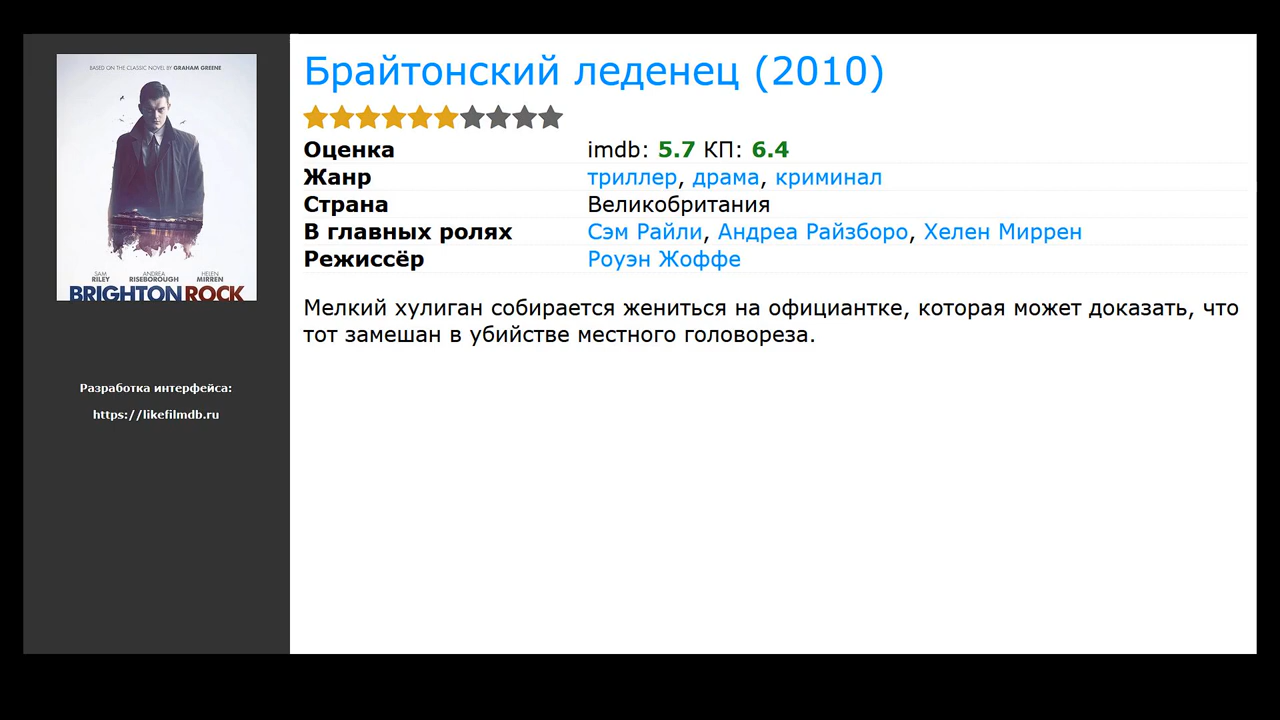 BASED ON THE CLASSIC NOVEL BY GRAHAM GREENE
SAM RILEY
ANDREA RISEBOROUGH
HELEN MIRREN
BRIGHTON ROCK
Разработка интерфейса:
https://likefilmdb.ru
Брайтонский леденец (2010)
Оценка imdb: 5.7 КП: 6.4
Жанр триллер, драма, криминал
Страна Великобритания
В главных ролях Сэм Райли, Андреа Райзборо, Хелен Миррен
Режиссёр Роуэн Жоффе
Мелкий хулиган собирается жениться на официантке, которая может доказать, что
тот замешан в убийстве местного головореза.